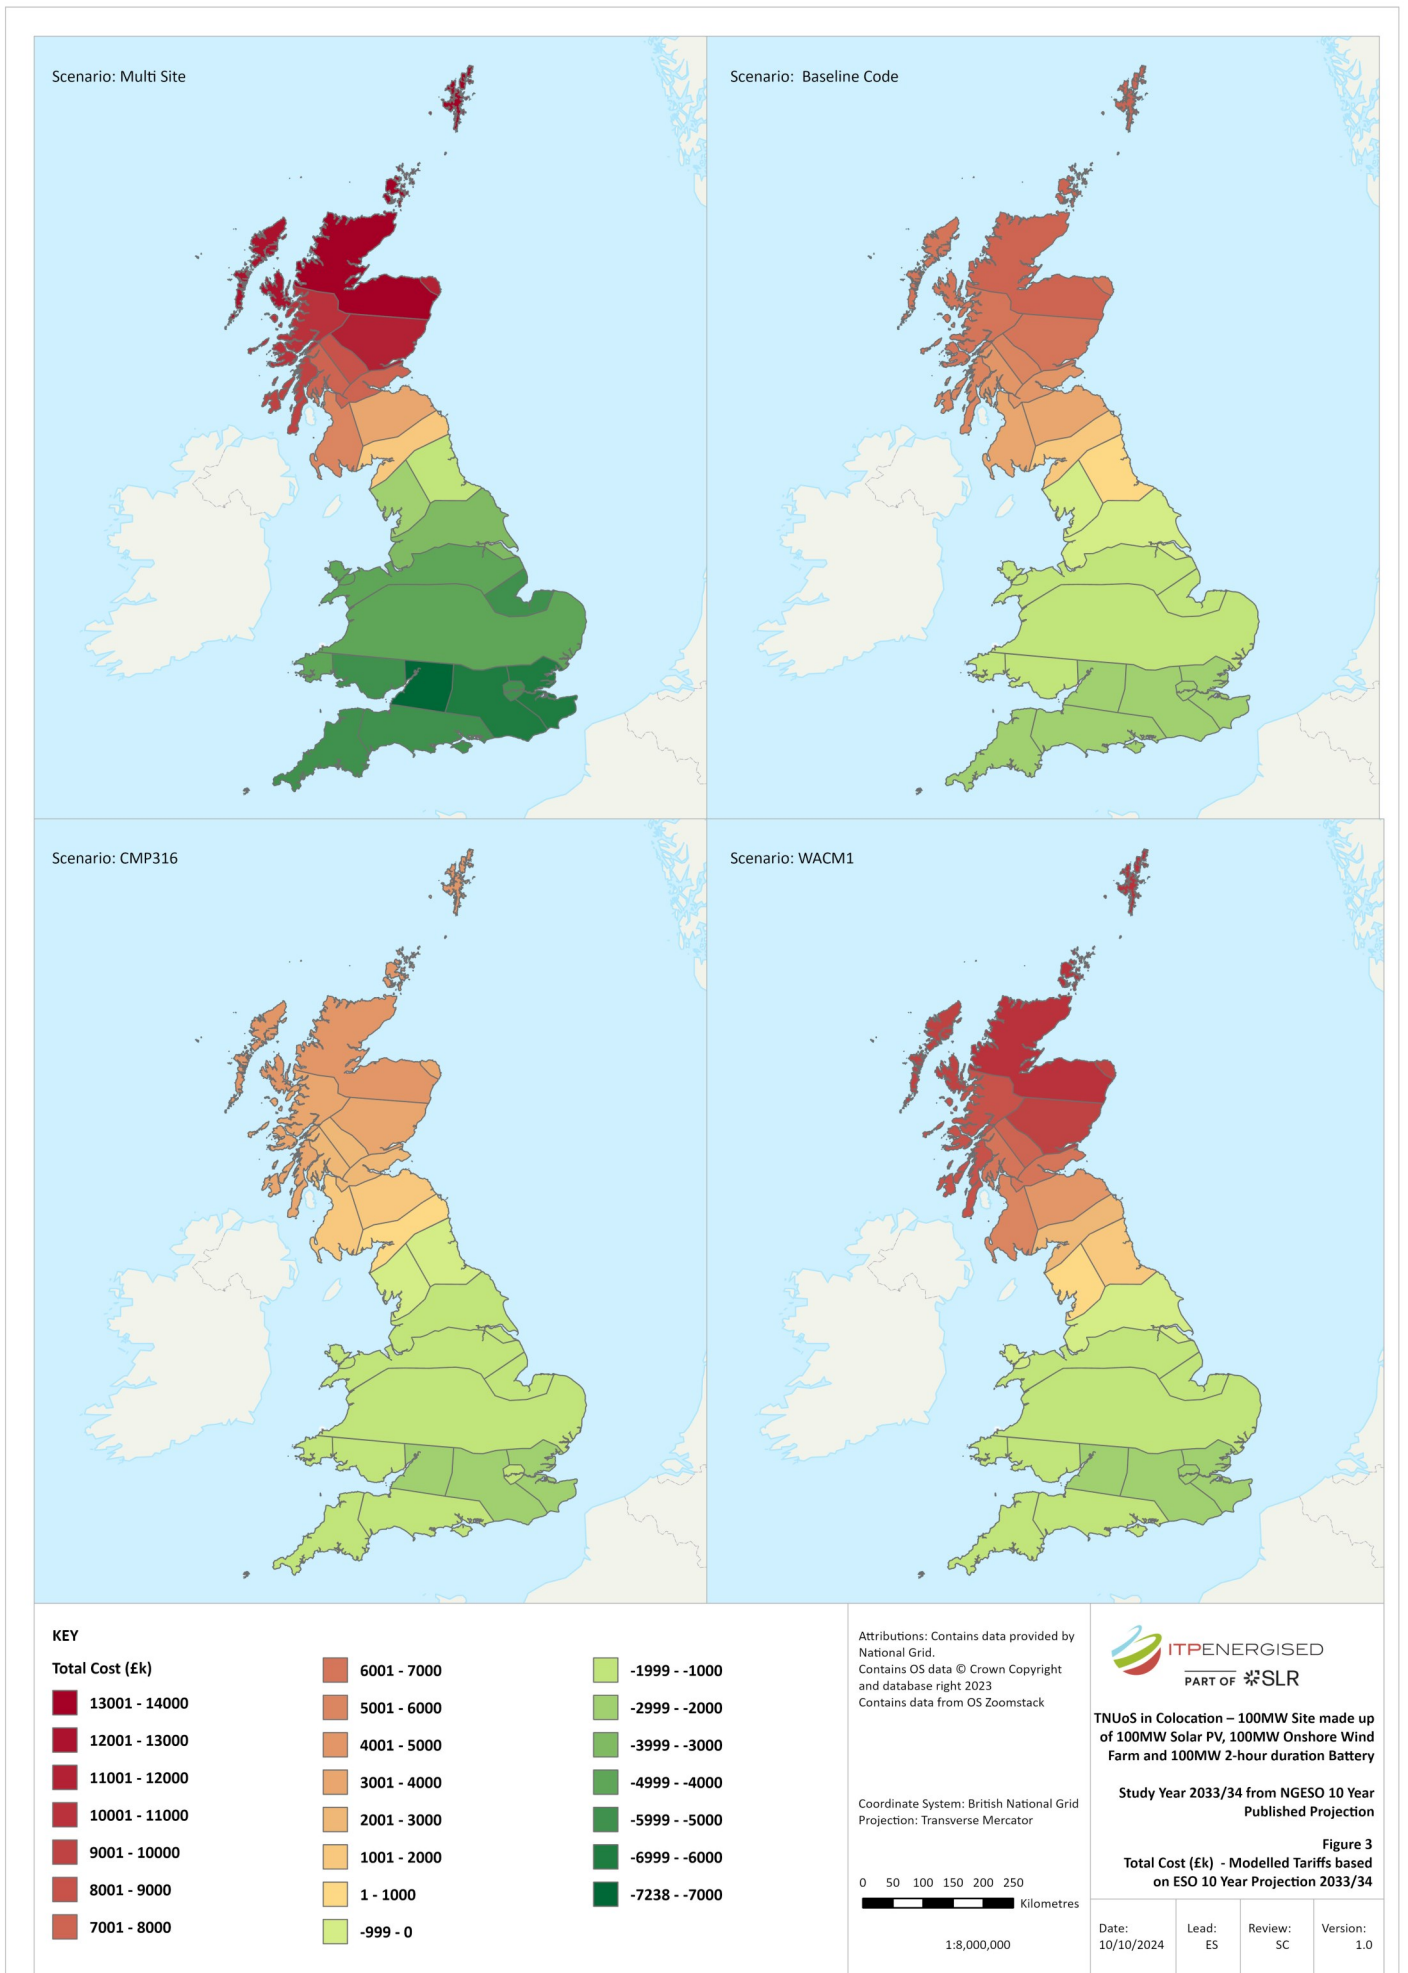 Scenario: Multi Site
Scenario: Baseline Code
Scenario: CMP316
Scenario: WACM1
KEY
Total Cost (£k)
13001 - 14000
12001 - 13000
11001 - 12000
10001 - 11000
9001 - 10000
8001 - 9000
7001 - 8000
6001 - 7000
5001 - 6000
4001 - 5000
3001 - 4000
2001 - 3000
1001 - 2000
1 - 1000
-999 - 0
-1999 - -1000
-2999 - -2000
-3999 - -3000
-4999 - -4000
-5999 - -5000
-6999 - -6000
-7238 - -7000
Attributions: Contains data provided by
National Grid.
Contains OS data © Crown Copyright
and database right 2023
Contains data from OS Zoomstack
Coordinate System: British National Grid
Projection: Transverse Mercator
0 50 100 150 200 250
Kilometres
1:8,000,000
ITPENERGISED
PART OF SLR
TNUoS in Colocation – 100MW Site made up
of 100MW Solar PV, 100MW Onshore Wind
Farm and 100MW 2-hour duration Battery
Study Year 2033/34 from NGESO 10 Year
Published Projection
Figure 3
Total Cost (£k) - Modelled Tariffs based
on ESO 10 Year Projection 2033/34
Date:
10/10/2024
Lead:
ES
Review:
SC
Version:
1.0